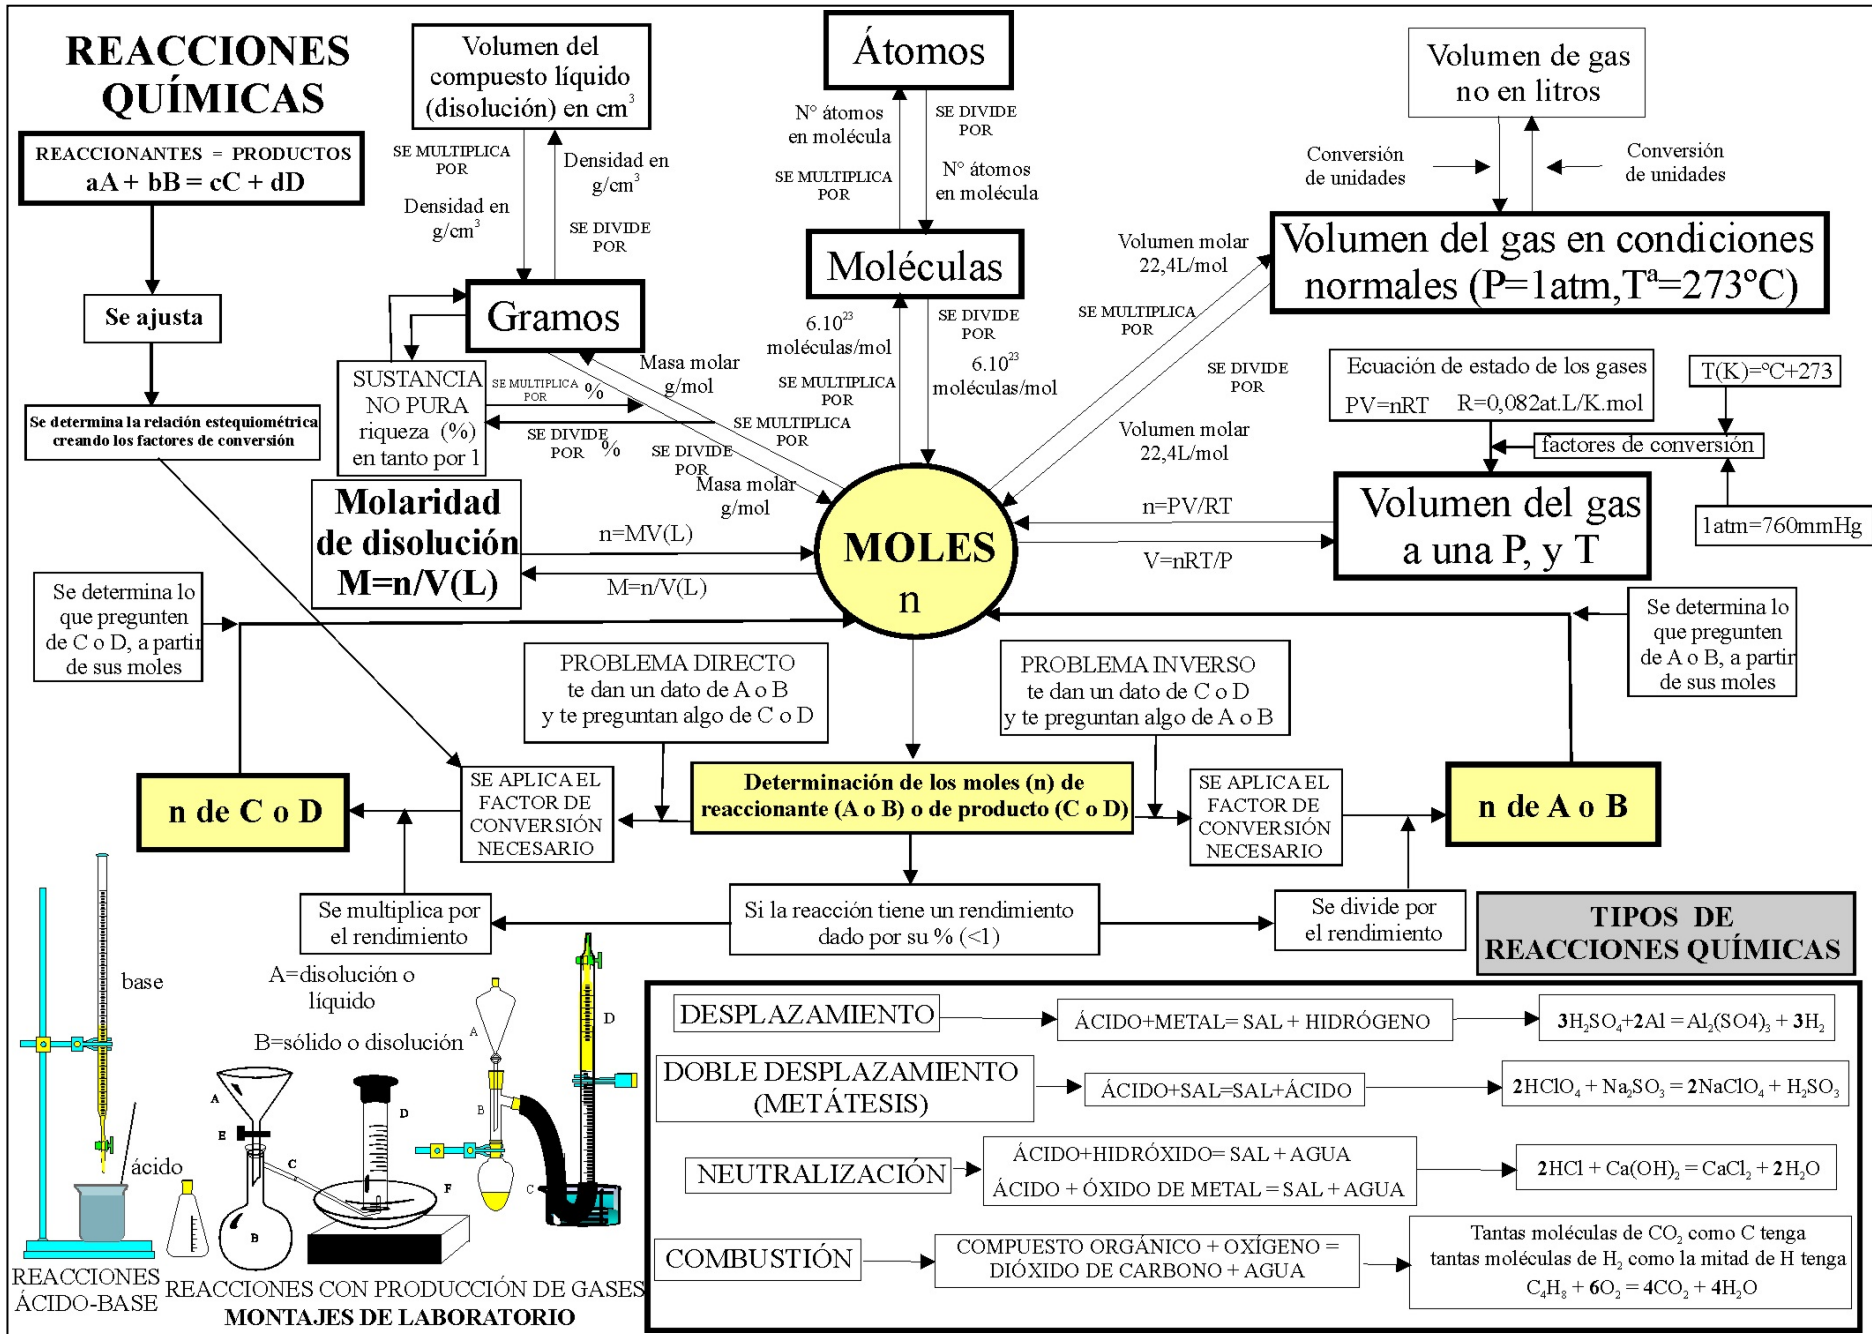 REACCIONES
QUÍMICAS
REACCIONANTES = PRODUCTOS
aA + bB = cC + dD
Se ajusta
Se determina la relación estequiométrica
creando los factores de conversión
Volumen del
compuesto líquido
(disolución) en cm³
SE MULTIPLICA
POR
Densidad en
g/cm³
Densidad en
g/cm³
SE DIVIDE
POR
Gramos
SUSTANCIA
NO PURA
riqueza (%)
en tanto por 1
SE MULTIPLICA %
POR
SE DIVIDE %
POR
Masa molar
g/mol
SE MULTIPLICA
POR
SE DIVIDE
POR
Masa molar
g/mol
Átomos
Nº átomos
en molécula
SE MULTIPLICA
POR
SE DIVIDE
POR
Nº átomos
en molécula
Moléculas
6.10²³
moléculas/mol
SE MULTIPLICA
POR
SE DIVIDE
POR
6.10²³
moléculas/mol
Volumen de gas
no en litros
Conversión
de unidades
Conversión
de unidades
Volumen del gas en condiciones
normales (P=1atm,Tª=273ºC)
Volumen molar
22,4L/mol
SE MULTIPLICA
POR
SE DIVIDE
POR
Volumen molar
22,4L/mol
Ecuación de estado de los gases
PV=nRT R=0,082at.L/K.mol
T(K)=ºC+273
factores de conversión
1atm=760mmHg
Volumen del gas
a una P, y T
n=PV/RT
V=nRT/P
Molaridad
de disolución
M=n/V(L)
n=MV(L)
M=n/V(L)
MOLES
n
Se determina lo
que pregunten
de C o D, a partir
de sus moles
PROBLEMA DIRECTO
te dan un dato de A o B
y te preguntan algo de C o D
PROBLEMA INVERSO
te dan un dato de C o D
y te preguntan algo de A o B
Se determina lo
que pregunten
de A o B, a partir
de sus moles
n de C o D
SE APLICA EL
FACTOR DE
CONVERSIÓN
NECESARIO
Determinación de los moles (n) de
reaccionante (A o B) o de producto (C o D)
SE APLICA EL
FACTOR DE
CONVERSIÓN
NECESARIO
n de A o B
Se multiplica por
el rendimiento
Si la reacción tiene un rendimiento
dado por su % (<1)
Se divide por
el rendimiento
base
ácido
REACCIONES
ÁCIDO-BASE
A=disolución o
líquido
B=sólido o disolución
A
E
C
B
D
F
A
B
C
D
REACCIONES CON PRODUCCIÓN DE GASES
MONTAJES DE LABORATORIO
TIPOS DE
REACCIONES QUÍMICAS
DESPLAZAMIENTO
ÁCIDO+METAL= SAL + HIDRÓGENO
3H₂SO₄+2Al = Al₂(SO4)₃ + 3H₂
DOBLE DESPLAZAMIENTO
(METÁTESIS)
ÁCIDO+SAL=SAL+ÁCIDO
2HClO₄ + Na₂SO₃ = 2NaClO₄ + H₂SO₃
NEUTRALIZACIÓN
ÁCIDO+HIDRÓXIDO= SAL + AGUA
ÁCIDO + ÓXIDO DE METAL = SAL + AGUA
2HCl + Ca(OH)₂ = CaCl₂ + 2H₂O
COMBUSTIÓN
COMPUESTO ORGÁNICO + OXÍGENO =
DIÓXIDO DE CARBONO + AGUA
Tantas moléculas de CO₂ como C tenga
tantas moléculas de H₂ como la mitad de H tenga
C₄H₈ + 6O₂ = 4CO₂ + 4H₂O